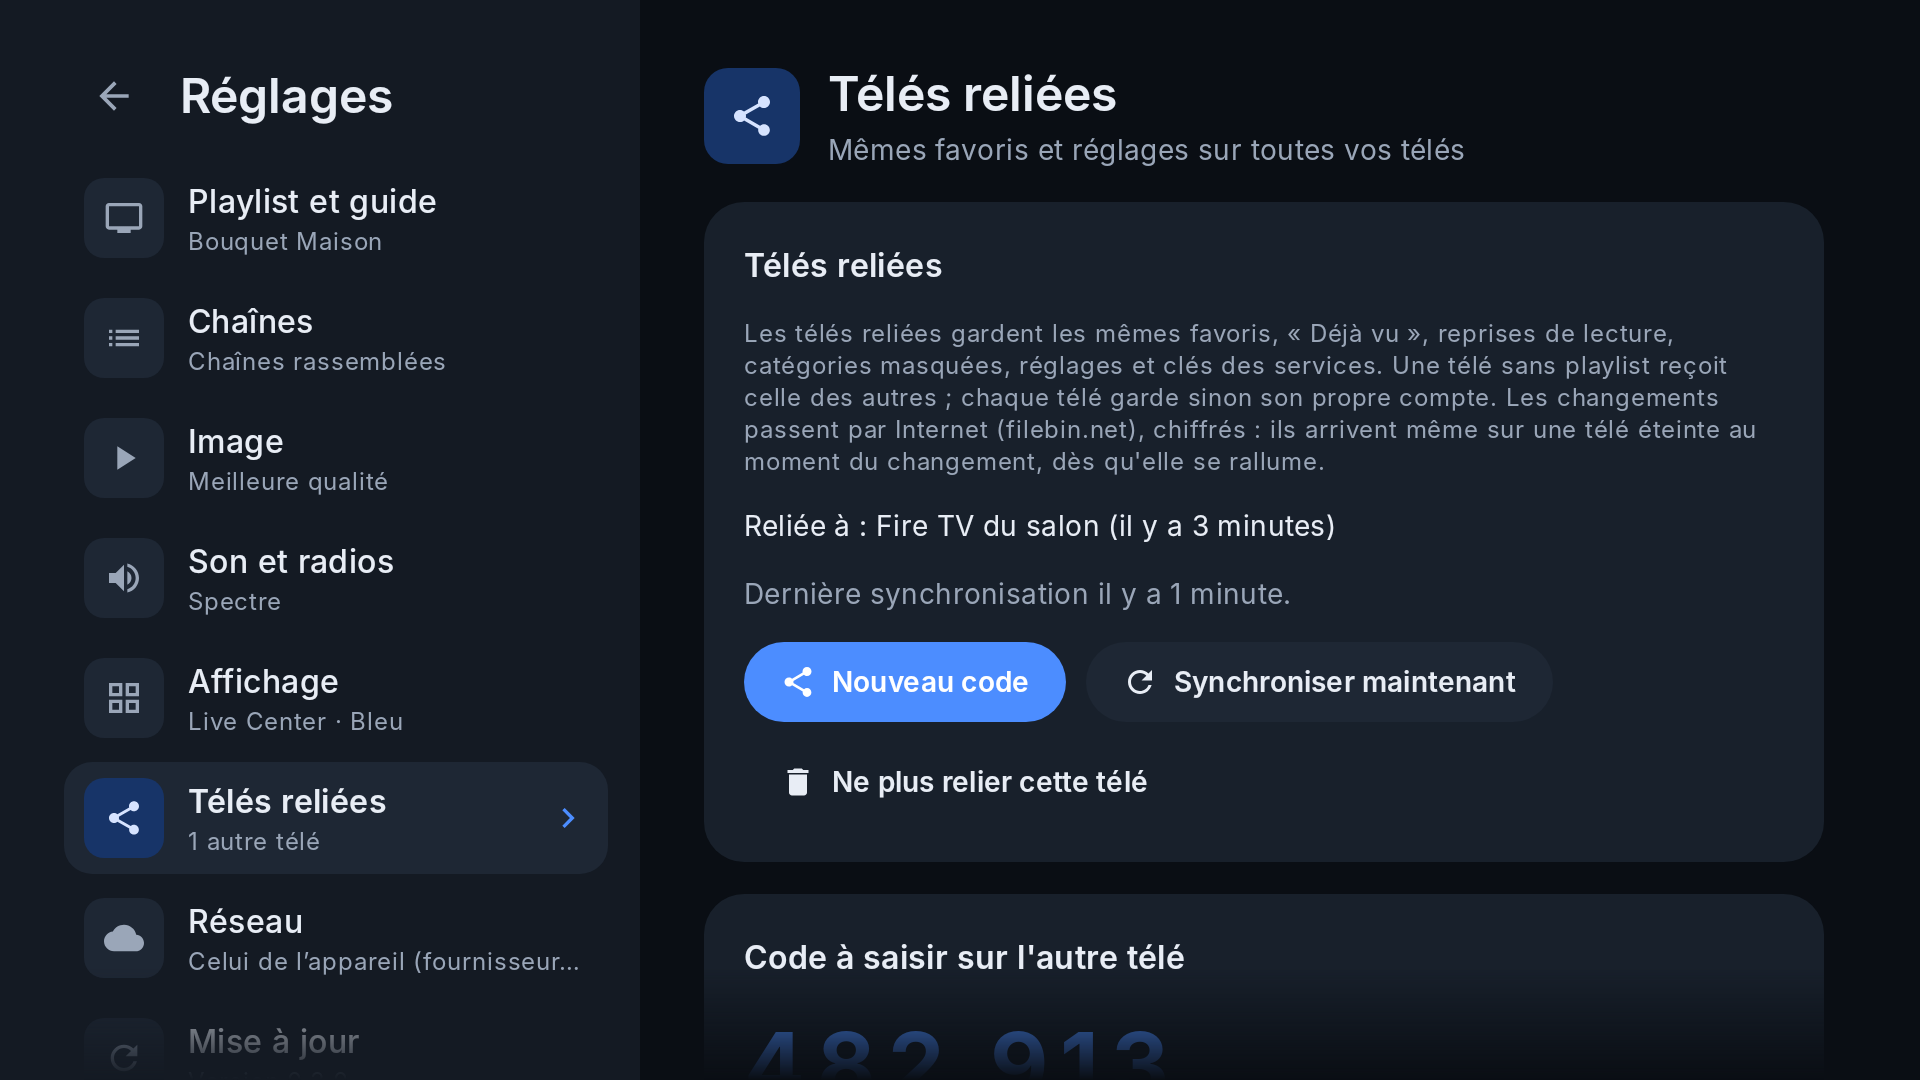 Réglages
Playlist et guide
Bouquet Maison
Chaînes
Chaînes rassemblées
Image
Meilleure qualité
Son et radios
Spectre
Affichage
Live Center · Bleu
Télés reliées
1 autre télé
Réseau
Celui de l’appareil (fournisseur...
Mise à jour
Télés reliées
Mêmes favoris et réglages sur toutes vos télés
Télés reliées
Les télés reliées gardent les mêmes favoris, « Déjà vu », reprises de lecture,
catégories masquées, réglages et clés des services. Une télé sans playlist reçoit
celle des autres ; chaque télé garde sinon son propre compte. Les changements
passent par Internet (filebin.net), chiffrés : ils arrivent même sur une télé éteinte au
moment du changement, dès qu'elle se rallume.
Reliée à : Fire TV du salon (il y a 3 minutes)
Dernière synchronisation il y a 1 minute.
Nouveau code
Synchroniser maintenant
Ne plus relier cette télé
Code à saisir sur l'autre télé
482 913